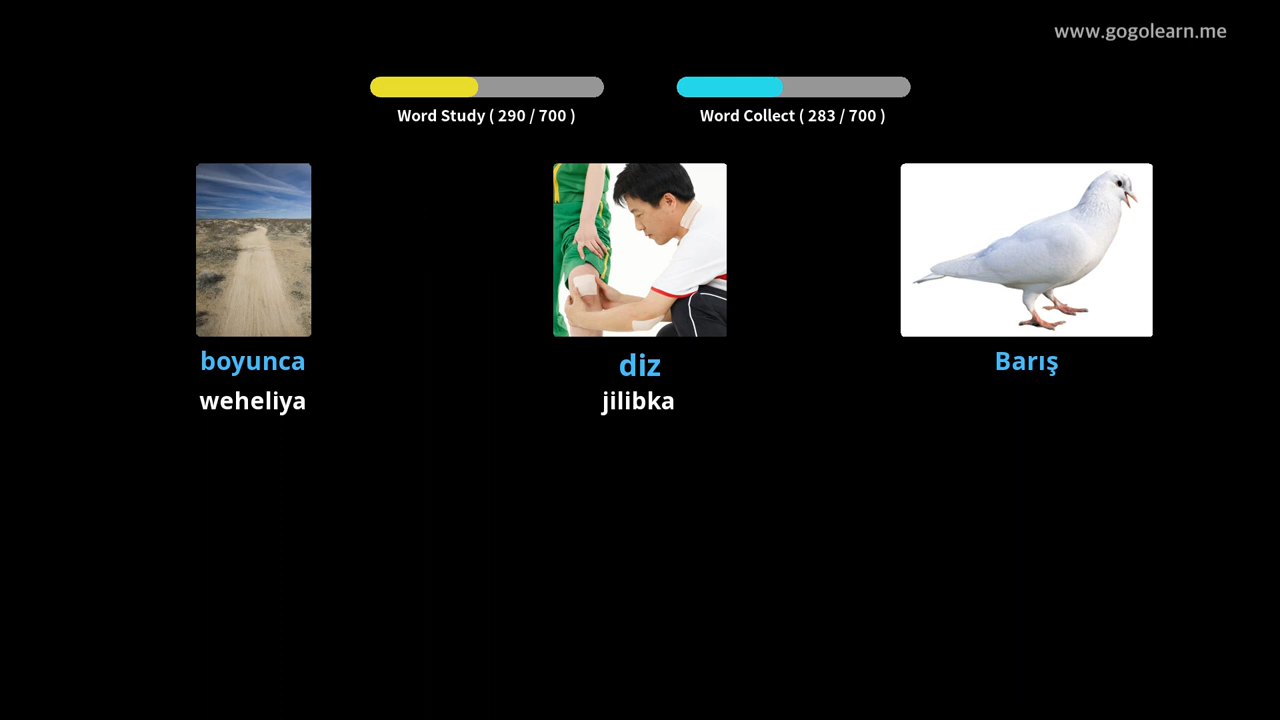 www.gogolearn.me
Word Study ( 290 / 700 )
Word Collect ( 283 / 700 )
boyunca
diz
Barış
weheliya
jilibka